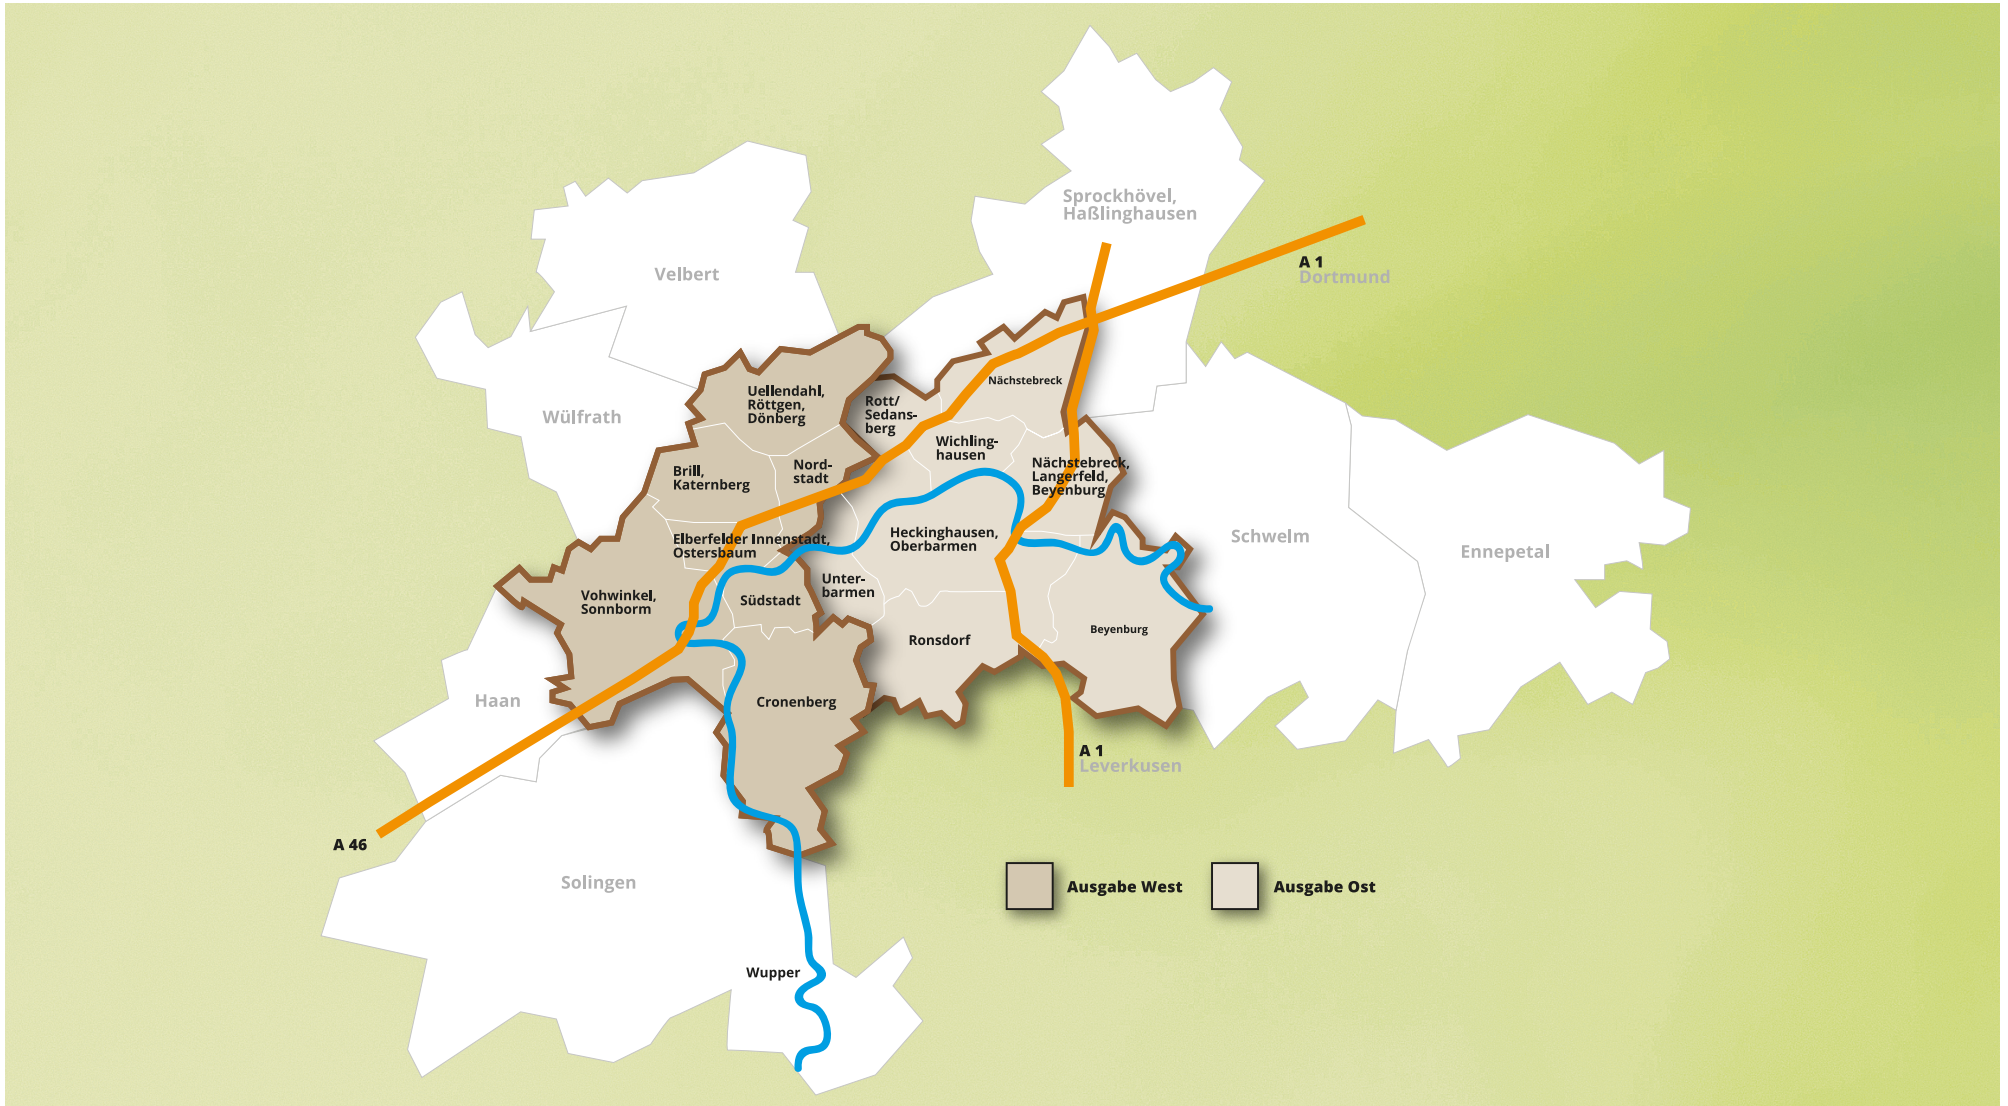 Sprockhövel,
Haßlinghausen
A 1
Dortmund
Velbert
Wülfrath
Nächstebreck
Uellendahl,
Röttgen,
Dönberg
Rott/
Sedans-
berg
Wichling-
hausen
Brill,
Katernberg
Nord-
stadt
Nächstebreck,
Langerfeld,
Beyenburg
Elberfelder Innenstadt,
Ostersbaum
Heckinghausen,
Oberbarmen
Schwelm
Ennepetal
Vohwinkel,
Sonnborm
Südstadt
Unter-
barmen
Ronsdorf
Beyenburg
Haan
Cronenberg
A 1
Leverkusen
A 46
Solingen
Ausgabe West
Ausgabe Ost
Wupper